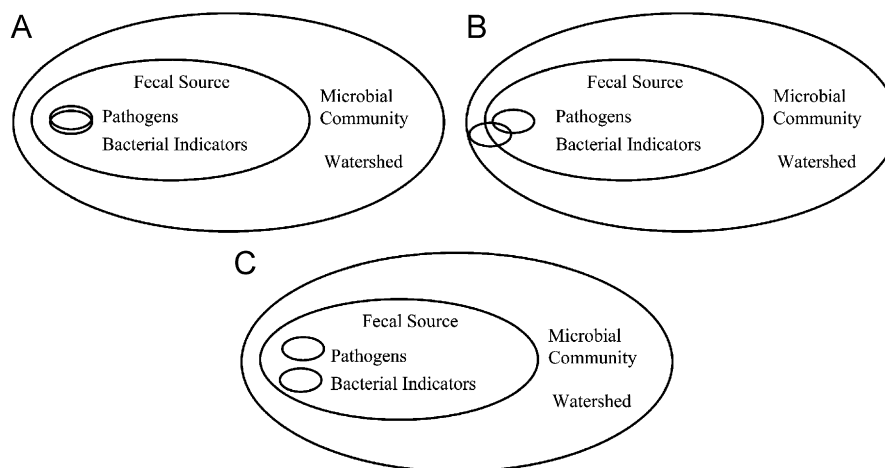 A
Fecal Source
Pathogens
Bacterial Indicators
Microbial
Community
Watershed
B
Fecal Source
Pathogens
Bacterial Indicators
Microbial
Community
Watershed
C
Fecal Source
Pathogens
Bacterial Indicators
Microbial
Community
Watershed